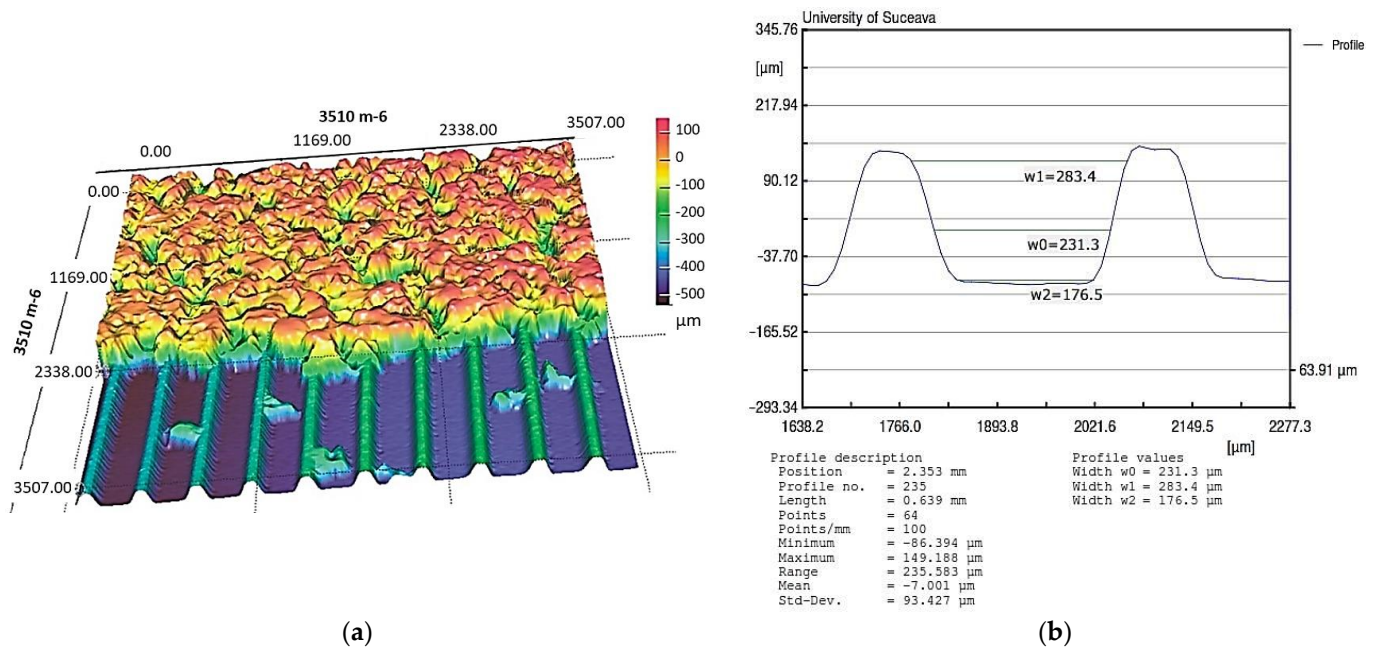 3510 m-6
0.00
1169.00
2338.00
3507.00
0.00
1169.00
2338.00
3507.00
3510 m-6
100
0
-100
-200
-300
-400
-500
μm
(a)
University of Suceava
345.76
[μm]
217.94
90.12
-37.70
-165.52
-293.34
Profile
w1=283.4
w0=231.3
w2=176.5
63.91 μm
1638.2 1766.0 1893.8 2021.6 2149.5 2277.3
[μm]
Profile description
Position = 2.353 mm
Profile no. = 235
Length = 0.639 mm
Points = 64
Points/mm = 100
Minimum = -86.394 μm
Maximum = 149.188 μm
Range = 235.583 μm
Mean = -7.001 μm
Std-Dev. = 93.427 μm
Profile values
Width w0 = 231.3 μm
Width w1 = 283.4 μm
Width w2 = 176.5 μm
(b)